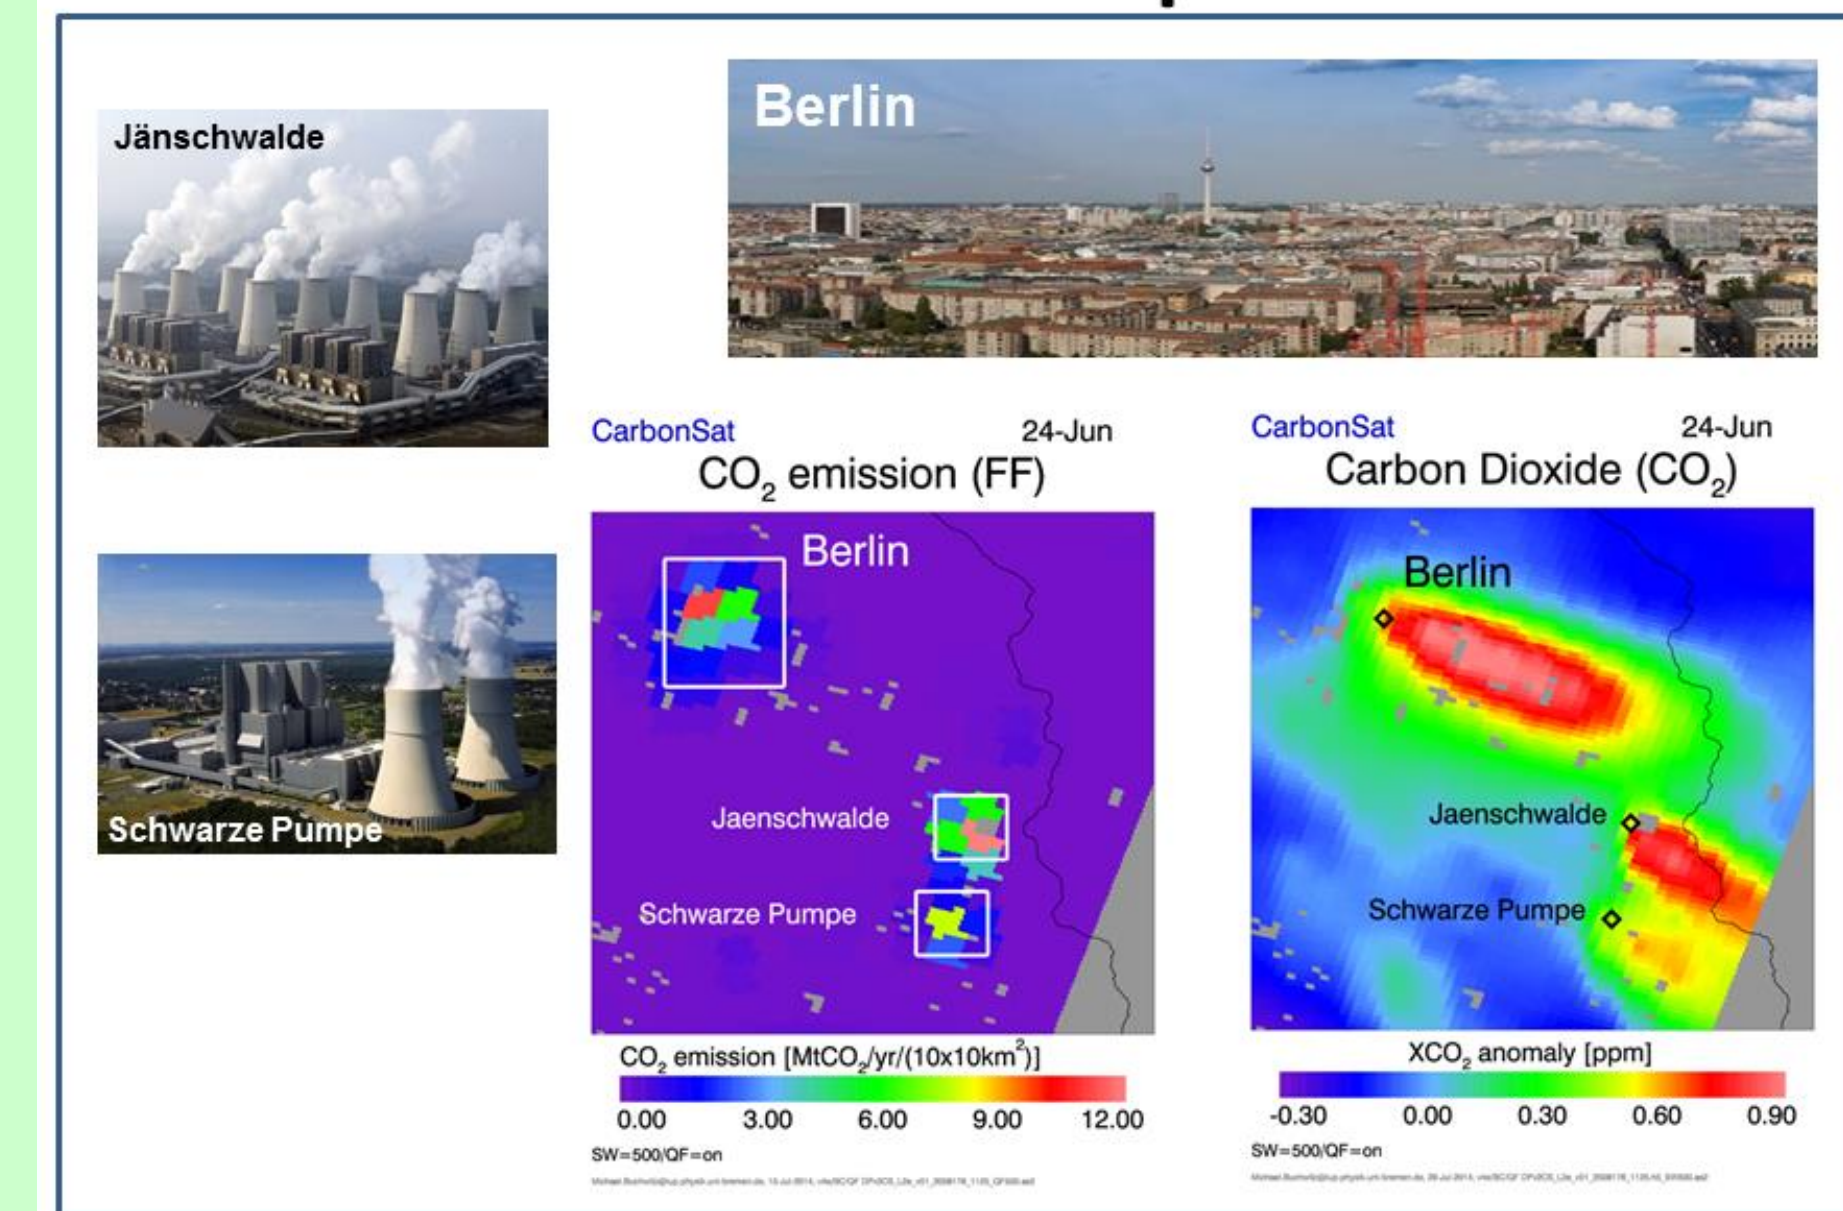 Jänschwalde
Berlin
Schwarze Pumpe
CarbonSat 24-Jun
CO₂ emission (FF)
Berlin
Jaenschwalde
Schwarze Pumpe
CO₂ emission [MtCO₂/yr/(10x10km²)]
0.00 3.00 6.00 9.00 12.00
SW=500/QF=on
CarbonSat 24-Jun
Carbon Dioxide (CO₂)
Berlin
Jaenschwalde
Schwarze Pumpe
XCO₂ anomaly [ppm]
-0.30 0.00 0.30 0.60 0.90
SW=500/QF=on